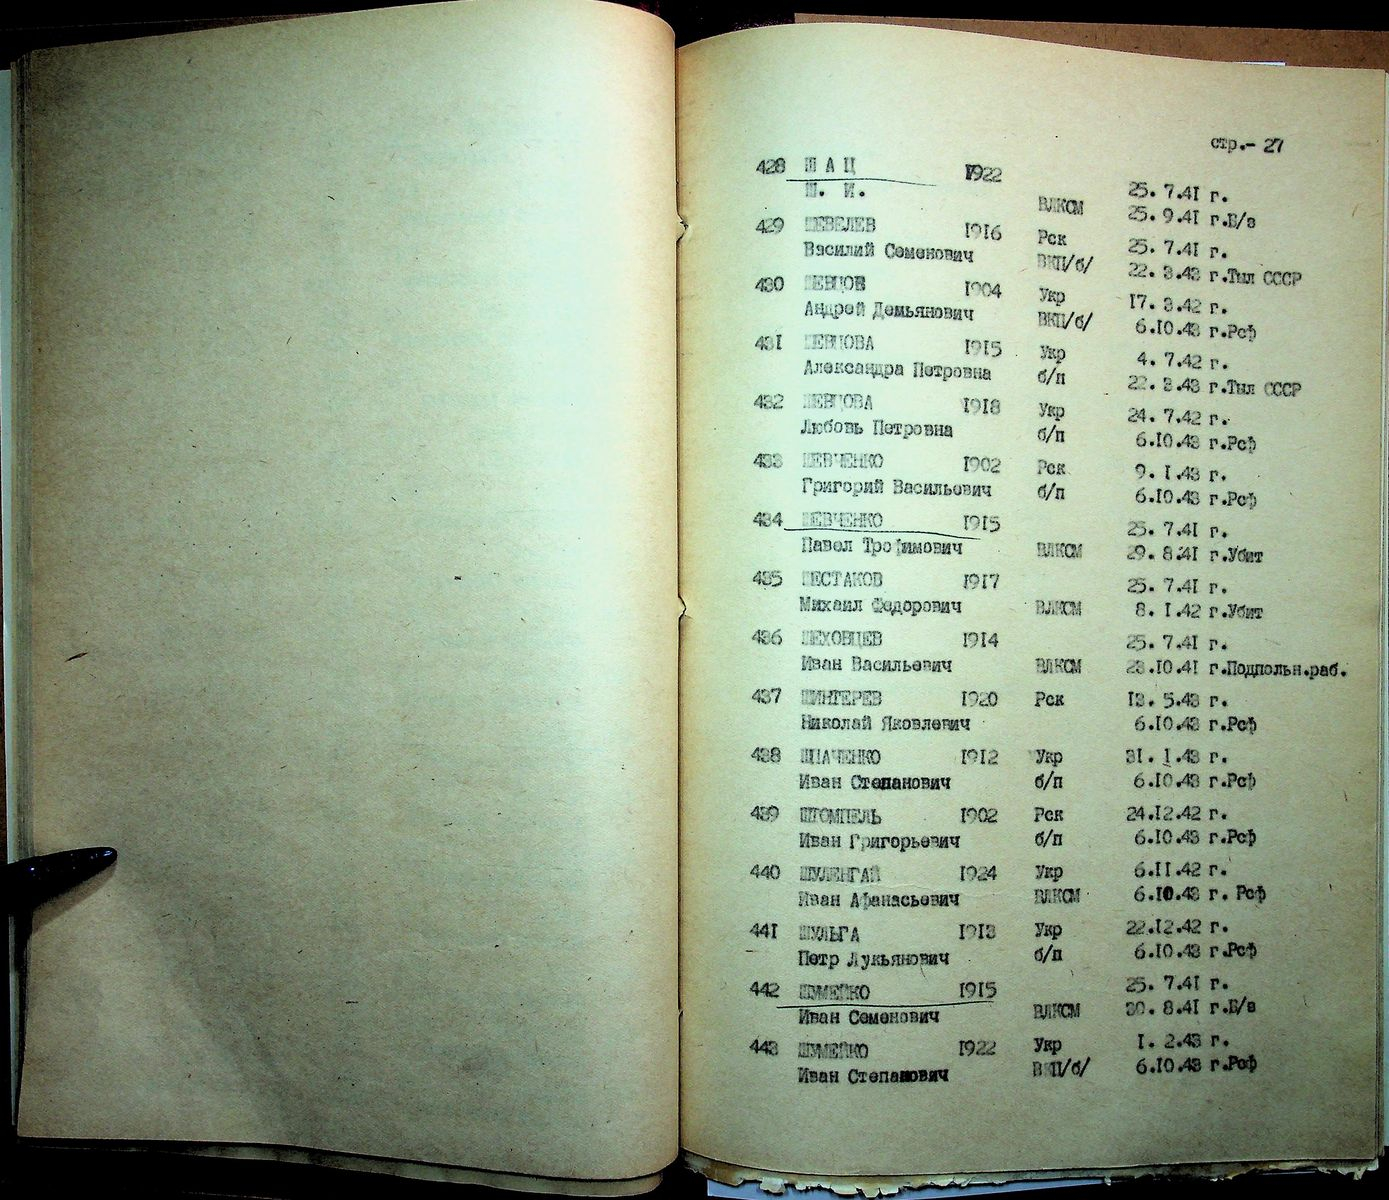 стр.- 27
428 ШАЦ 1922 25. 7.41 г.
Ш. И. ВЛКСМ 25. 9.41 г.Б/в
429 ШЕВЕЛЕВ 1916 Рск 25. 7.41 г.
Василий Семенович ВКП/б/ 22. 3.43 г.Тыл СССР
430 ШЕВЦОВ 1904 Укр 17. 3.42 г.
Андрей Демьянович ВКП/б/ 6.10.43 г.Рсф
431 ШЕВЦОВА 1915 Укр 4. 7.42 г.
Александра Петровна б/п 22. 3.43 г.Тыл СССР
432 ШЕВЦОВА 1918 Укр 24. 7.42 г.
Любовь Петровна б/п 6.10.43 г.Рсф
433 ШЕВЧЕНКО 1902 Рск 9. 1.43 г.
Григорий Васильевич б/п 6.10.43 г.Рсф
434 ШЕВЧЕНКО 1915 25. 7.41 г.
Павел Трофимович ВЛКСМ 29. 8.41 г.Убит
435 ШЕСТАКОВ 1917 25. 7.41 г.
Михаил Федорович ВЛКСМ 8. 1.42 г.Убит
436 ШЕХОВЦЕВ 1914 25. 7.41 г.
Иван Васильевич ВЛКСМ 23.10.41 г.Подпольн.раб.
437 ШИНГЕРЕВ 1920 Рск 13. 5.43 г.
Николай Яковлевич 6.10.43 г.Рсф
438 ШПАЧЕНКО 1912 Укр 31. 1.43 г.
Иван Степанович б/п 6.10.43 г.Рсф
439 ШТОМПЕЛЬ 1902 Рск 24.12.42 г.
Иван Григорьевич б/п 6.10.43 г.Рсф
440 ШУЛЕНГАЙ 1924 Укр 6.11.42 г.
Иван Афанасьевич ВЛКСМ 6.10.43 г. Рсф
441 ШУЛЬГА 1913 Укр 22.12.42 г.
Петр Лукьянович б/п 6.10.43 г.Рсф
442 ШУМЕЙКО 1915 25. 7.41 г.
Иван Семенович ВЛКСМ 30. 8.41 г.Б/в
443 ШУМЕЙКО 1922 Укр 1. 2.43 г.
Иван Степанович ВКП/б/ 6.10.43 г.Рсф